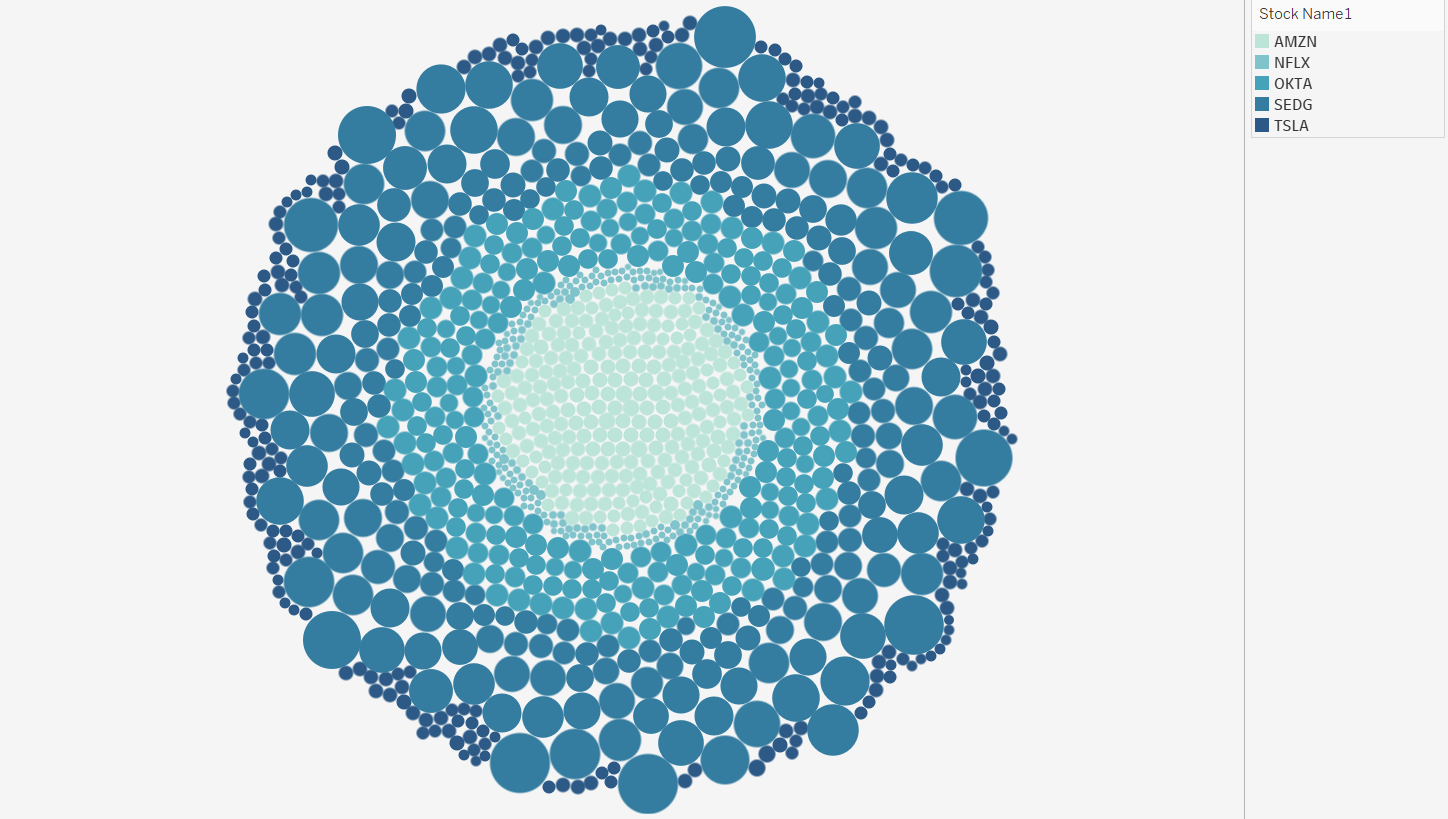 Stock Name1
AMZN
NFLX
OKTA
SEDG
TSLA